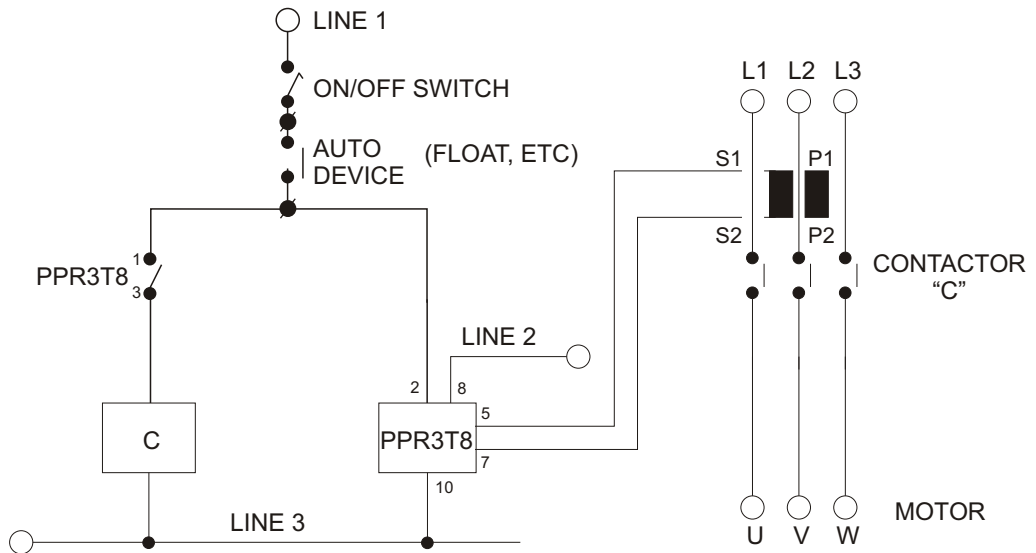 LINE 1
ON/OFF SWITCH
AUTO DEVICE
(FLOAT, ETC)
L1 L2 L3
S1 P1
S2 P2
1
PPR3T8
3
CONTACTOR
“C”
LINE 2
2 8
5
C
PPR3T8
7
10
LINE 3
MOTOR
U V W